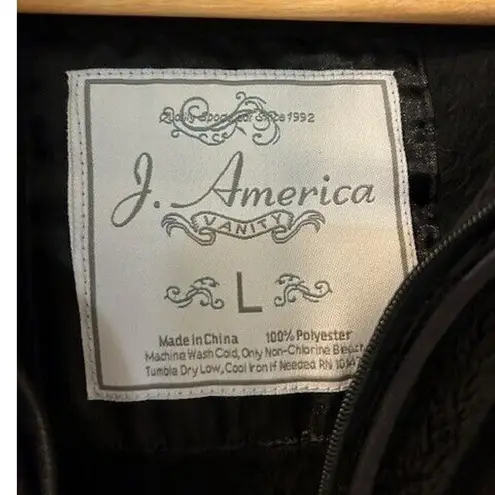 Quality Sportswear Since 1992
J. America
VANITY
L
Made in China 100% Polyester
Machine Wash Cold, Only Non-Chlorine Bleach
Tumble Dry Low, Cool Iron If Needed RN